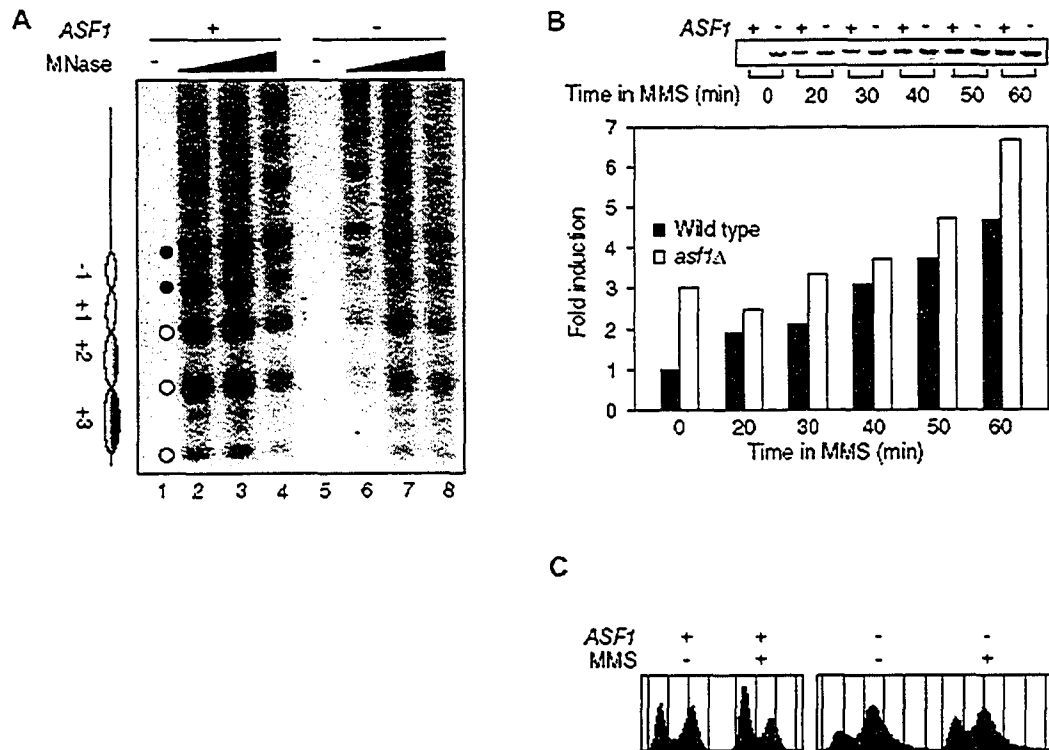 A
ASF1 + -
MNase - -
-1
+1
+2
+3
1 2 3 4 5 6 7 8
B
ASF1 + - + - + - + - + - + -
Time in MMS (min) 0 20 30 40 50 60
7
6
5
4
3
2
1
0
Fold induction
Wild type
asf1Δ
0 20 30 40 50 60
Time in MMS (min)
C
ASF1 + + - -
MMS - + - +